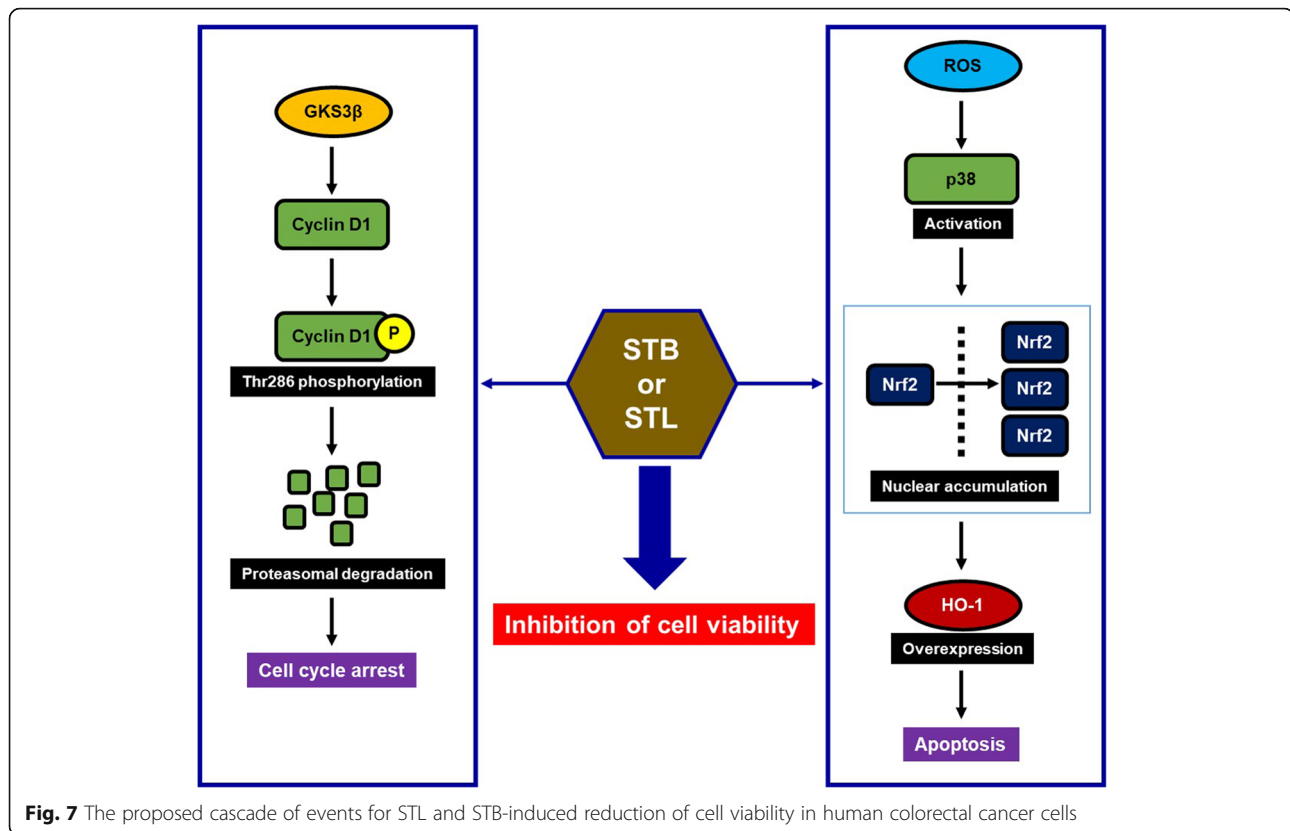 GKS3β
Cyclin D1
Cyclin D1 P
Thr286 phosphorylation
Proteasomal degradation
Cell cycle arrest
STB
or
STL
Inhibition of cell viability
ROS
p38
Activation
Nrf2
Nrf2
Nrf2
Nrf2
Nuclear accumulation
HO-1
Overexpression
Apoptosis
Fig. 7 The proposed cascade of events for STL and STB-induced reduction of cell viability in human colorectal cancer cells